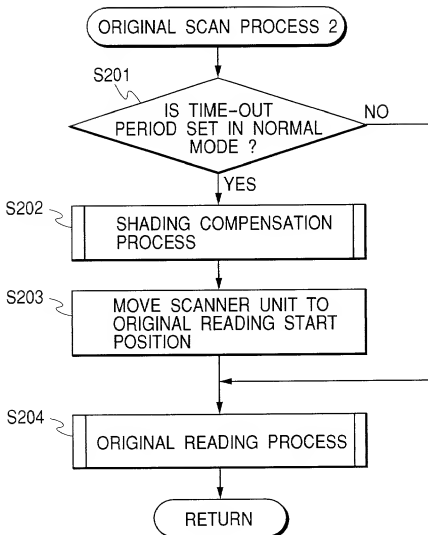 ORIGINAL SCAN PROCESS 2
S201
IS TIME-OUT
PERIOD SET IN NORMAL
MODE ?
NO
YES
S202
SHADING COMPENSATION
PROCESS
S203
MOVE SCANNER UNIT TO
ORIGINAL READING START
POSITION
S204
ORIGINAL READING PROCESS
RETURN